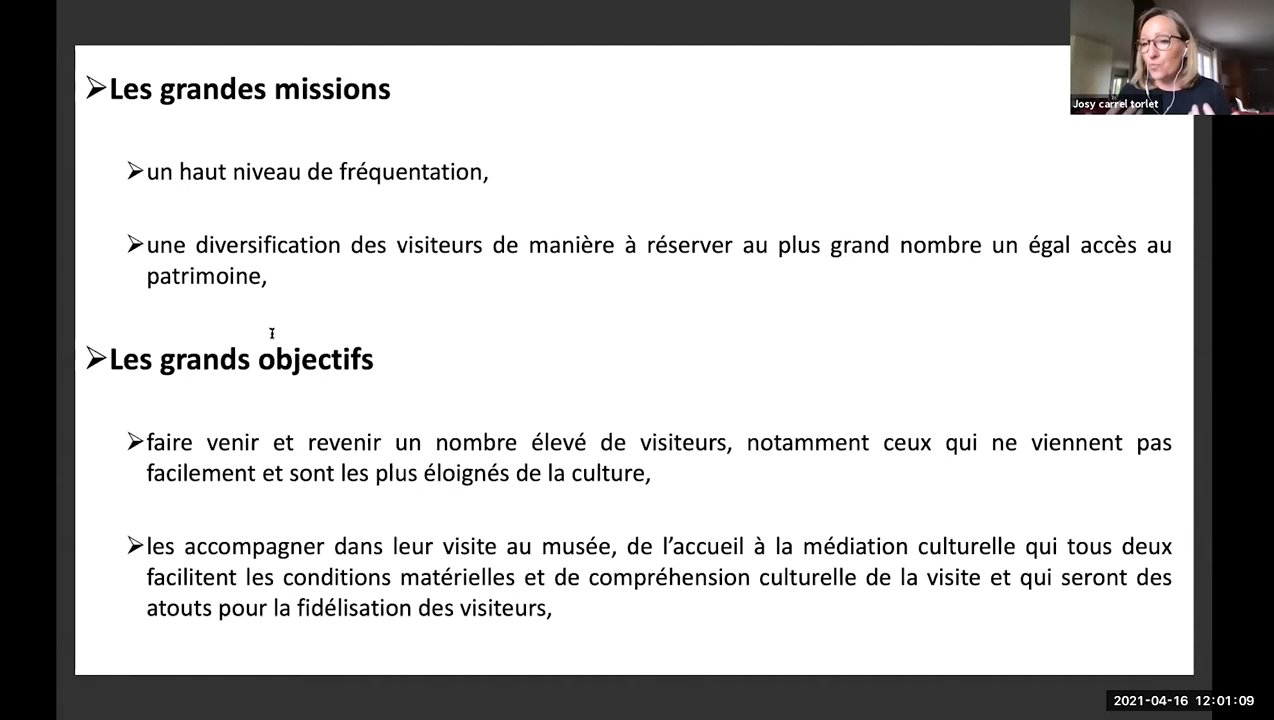 ➢Les grandes missions
Josy carrel torlet
➢un haut niveau de fréquentation,
➢une diversification des visiteurs de manière à réserver au plus grand nombre un égal accès au
patrimoine,
➢Les grands objectifs
➢faire venir et revenir un nombre élevé de visiteurs, notamment ceux qui ne viennent pas
facilement et sont les plus éloignés de la culture,
➢les accompagner dans leur visite au musée, de l’accueil à la médiation culturelle qui tous deux
facilitent les conditions matérielles et de compréhension culturelle de la visite et qui seront des
atouts pour la fidélisation des visiteurs,
2021-04-16 12:01:09